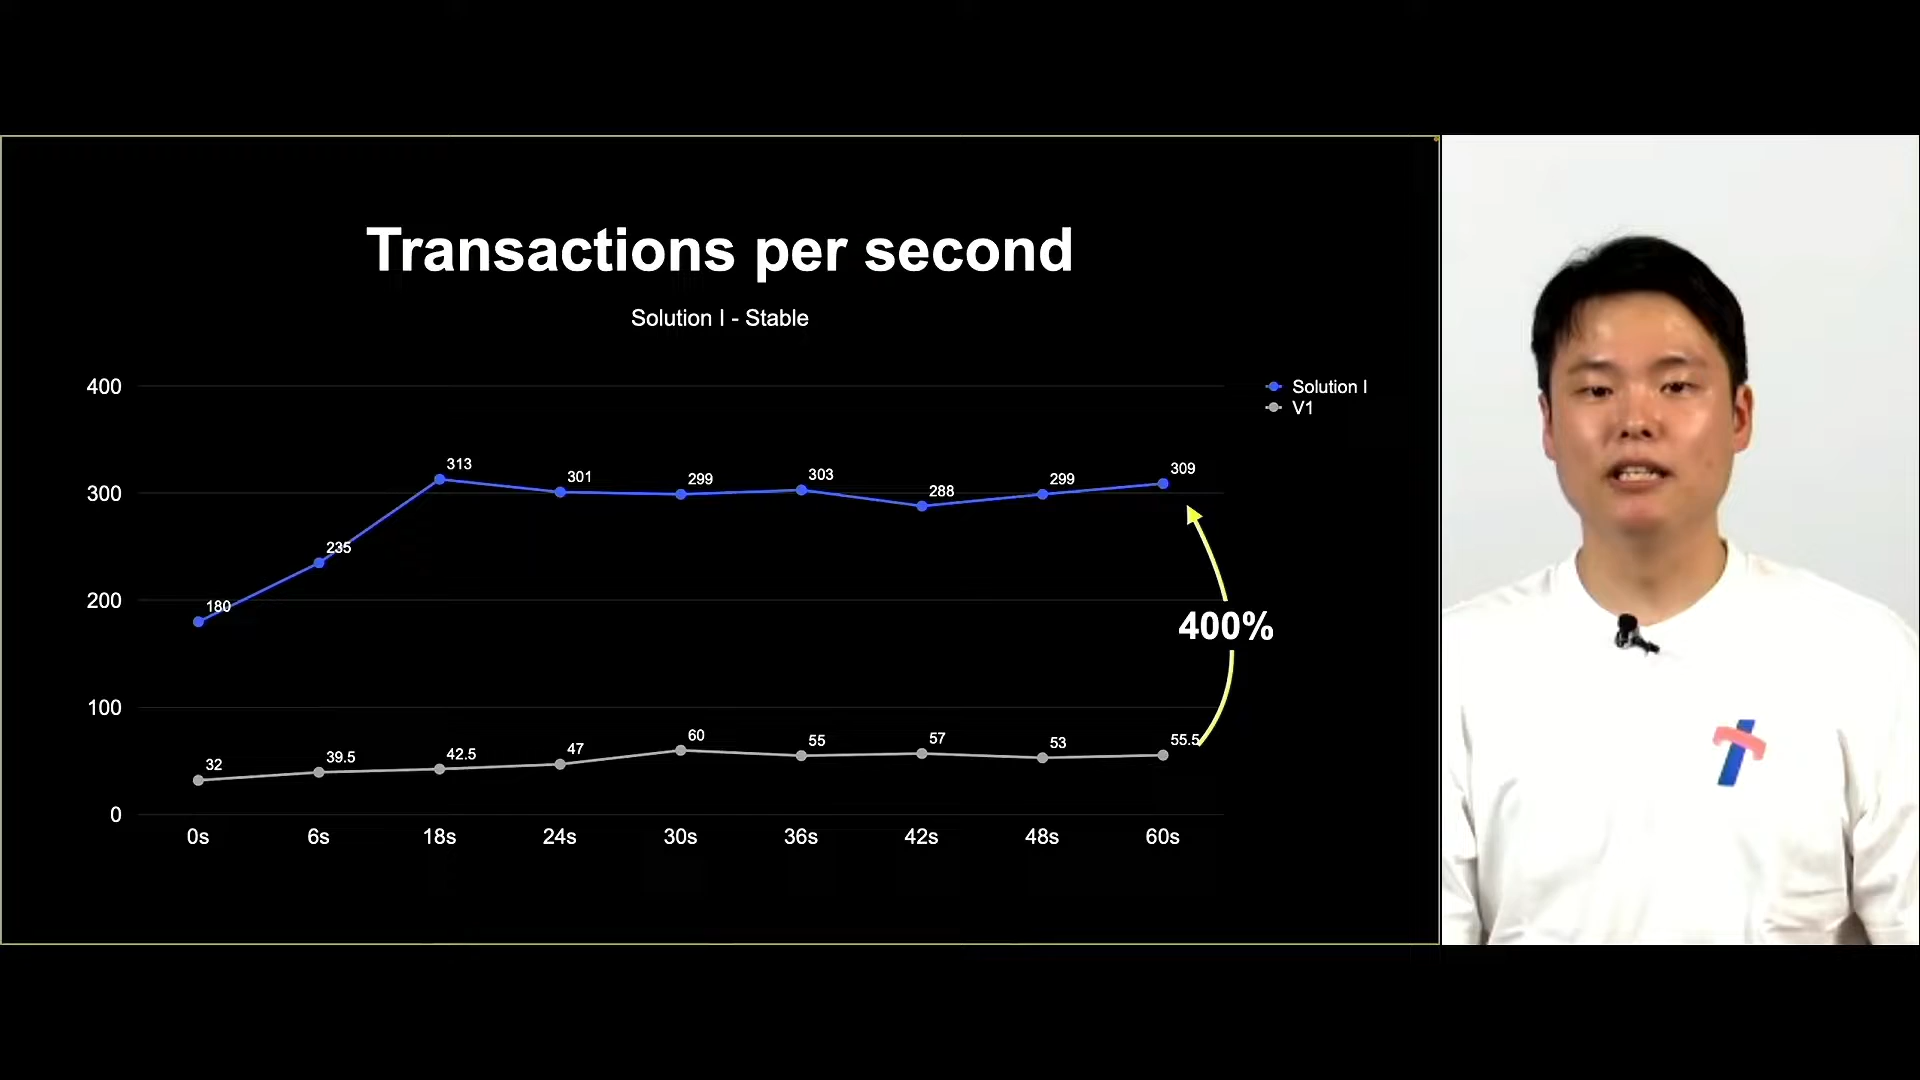 Transactions per second
Solution I - Stable
400
300
200
100
0
Solution I
V1
180
235
313
301
299
303
288
299
309
400%
32
39.5
42.5
47
60
55
57
53
55.5
0s
6s
18s
24s
30s
36s
42s
48s
60s